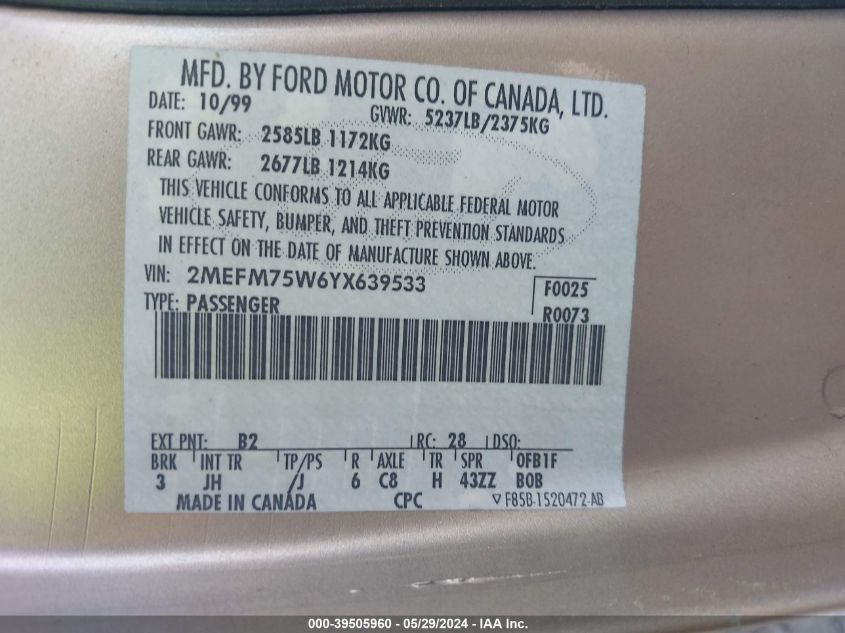 MFD. BY FORD MOTOR CO. OF CANADA, LTD.
DATE: 10/99 GVWR: 5237LB/2375KG
FRONT GAWR: 2585LB 1172KG
REAR GAWR: 2677LB 1214KG
THIS VEHICLE CONFORMS TO ALL APPLICABLE FEDERAL MOTOR
VEHICLE SAFETY, BUMPER, AND THEFT PREVENTION STANDARDS
IN EFFECT ON THE DATE OF MANUFACTURE SHOWN ABOVE.
VIN: 2MEFM75W6YX639533 F0025
TYPE: PASSENGER R0073
EXT PNT: B2 RC: 28 DSO:
BRK INT TR TP/PS R AXLE TR SPR OFB1F
3 JH /J 6 C8 H 43ZZ BOB
MADE IN CANADA CPC ▽ F85B-1520472-AB
000-39505960 - 05/29/2024 - IAA Inc.